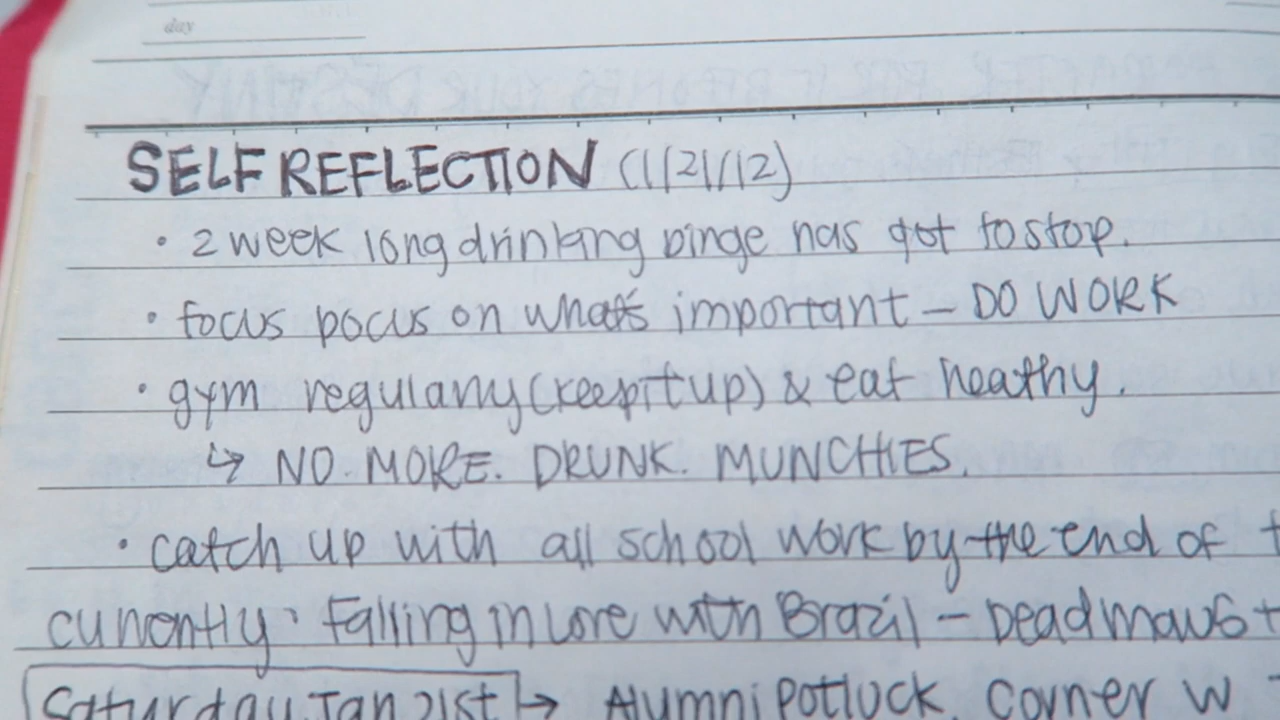 day
SELF REFLECTION (1/21/12)
· 2 week long drinking binge has got to stop.
· focus pocus on what's important - DO WORK
· gym regularly (keep it up) & eat heathy.
↳ NO. MORE. DRUNK. MUNCHIES.
· catch up with all school work by the end of t
currently: Falling in Love with Brazil - Deadmau5 +
Saturday, Jan 21st → Alumni Potluck, Corner W